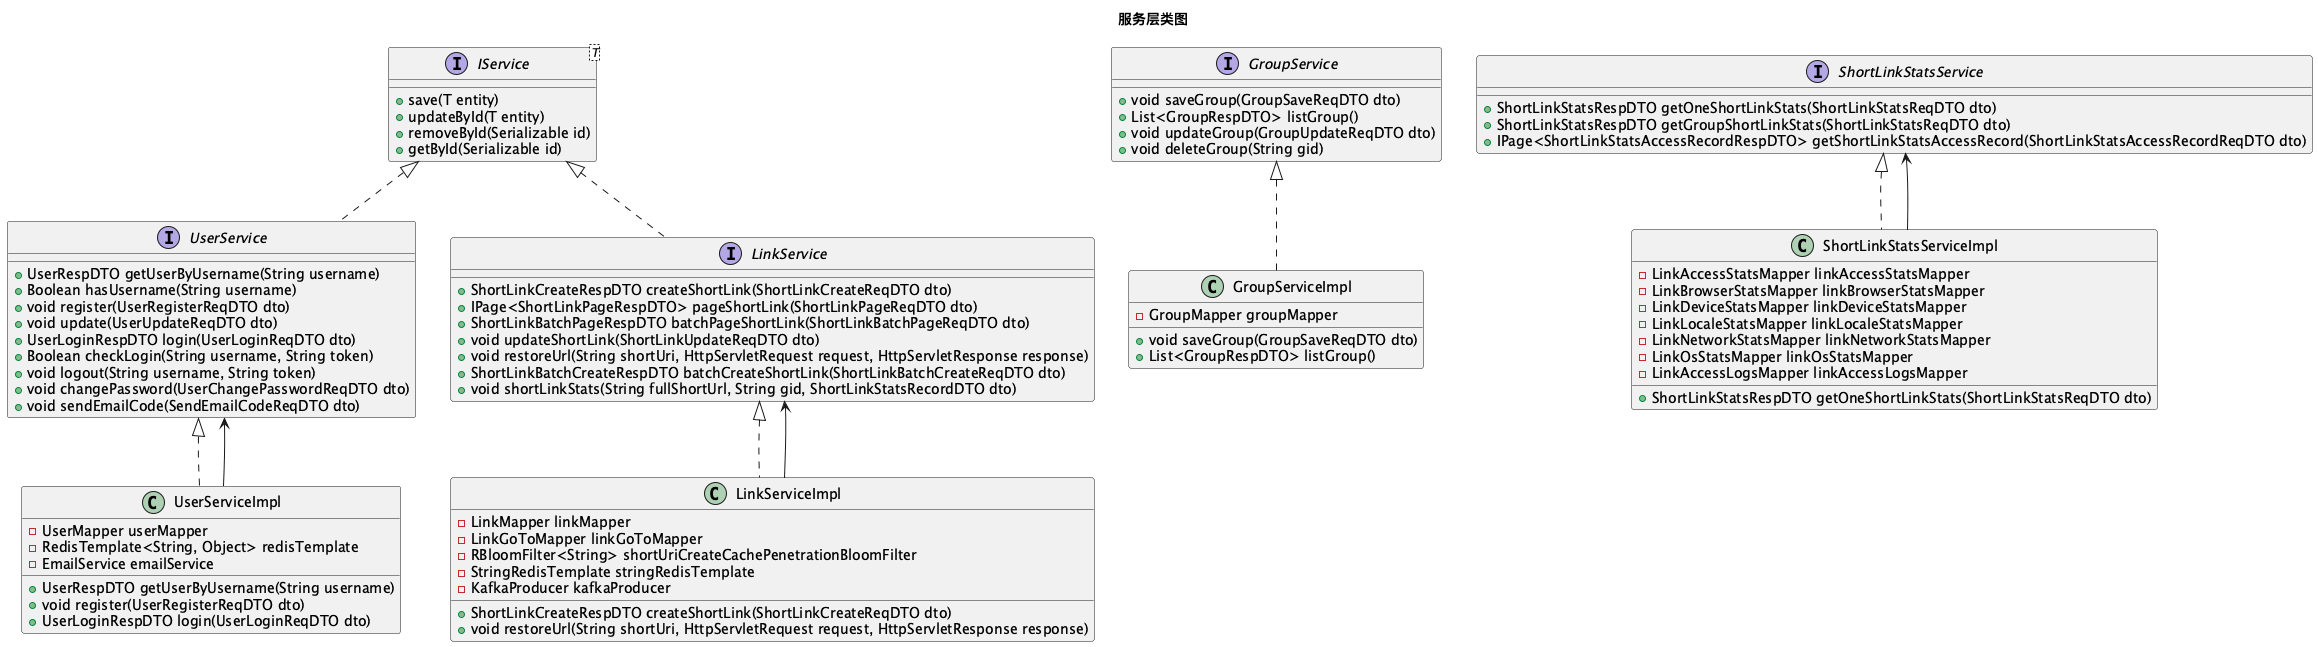 服务层类图
I IService
T
save(T entity)
updateById(T entity)
removeById(Serializable id)
getById(Serializable id)
I GroupService
void saveGroup(GroupSaveReqDTO dto)
List<GroupRespDTO> listGroup()
void updateGroup(GroupUpdateReqDTO dto)
void deleteGroup(String gid)
I ShortLinkStatsService
ShortLinkStatsRespDTO getOneShortLinkStats(ShortLinkStatsReqDTO dto)
ShortLinkStatsRespDTO getGroupShortLinkStats(ShortLinkStatsReqDTO dto)
IPage<ShortLinkStatsAccessRecordRespDTO> getShortLinkStatsAccessRecord(ShortLinkStatsAccessRecordReqDTO dto)
I UserService
UserRespDTO getUserByUsername(String username)
Boolean hasUsername(String username)
void register(UserRegisterReqDTO dto)
void update(UserUpdateReqDTO dto)
UserLoginRespDTO login(UserLoginReqDTO dto)
Boolean checkLogin(String username, String token)
void logout(String username, String token)
void changePassword(UserChangePasswordReqDTO dto)
void sendEmailCode(SendEmailCodeReqDTO dto)
I LinkService
ShortLinkCreateRespDTO createShortLink(ShortLinkCreateReqDTO dto)
IPage<ShortLinkPageRespDTO> pageShortLink(ShortLinkPageReqDTO dto)
ShortLinkBatchPageRespDTO batchPageShortLink(ShortLinkBatchPageReqDTO dto)
void updateShortLink(ShortLinkUpdateReqDTO dto)
void restoreUrl(String shortUri, HttpServletRequest request, HttpServletResponse response)
ShortLinkBatchCreateRespDTO batchCreateShortLink(ShortLinkBatchCreateReqDTO dto)
void shortLinkStats(String fullShortUrl, String gid, ShortLinkStatsRecordDTO dto)
C GroupServiceImpl
GroupMapper groupMapper
void saveGroup(GroupSaveReqDTO dto)
List<GroupRespDTO> listGroup()
C ShortLinkStatsServiceImpl
LinkAccessStatsMapper linkAccessStatsMapper
LinkBrowserStatsMapper linkBrowserStatsMapper
LinkDeviceStatsMapper linkDeviceStatsMapper
LinkLocaleStatsMapper linkLocaleStatsMapper
LinkNetworkStatsMapper linkNetworkStatsMapper
LinkOsStatsMapper linkOsStatsMapper
LinkAccessLogsMapper linkAccessLogsMapper
ShortLinkStatsRespDTO getOneShortLinkStats(ShortLinkStatsReqDTO dto)
C UserServiceImpl
UserMapper userMapper
RedisTemplate<String, Object> redisTemplate
EmailService emailService
UserRespDTO getUserByUsername(String username)
void register(UserRegisterReqDTO dto)
UserLoginRespDTO login(UserLoginReqDTO dto)
C LinkServiceImpl
LinkMapper linkMapper
LinkGoToMapper linkGoToMapper
RBloomFilter<String> shortUriCreateCachePenetrationBloomFilter
StringRedisTemplate stringRedisTemplate
KafkaProducer kafkaProducer
ShortLinkCreateRespDTO createShortLink(ShortLinkCreateReqDTO dto)
void restoreUrl(String shortUri, HttpServletRequest request, HttpServletResponse response)